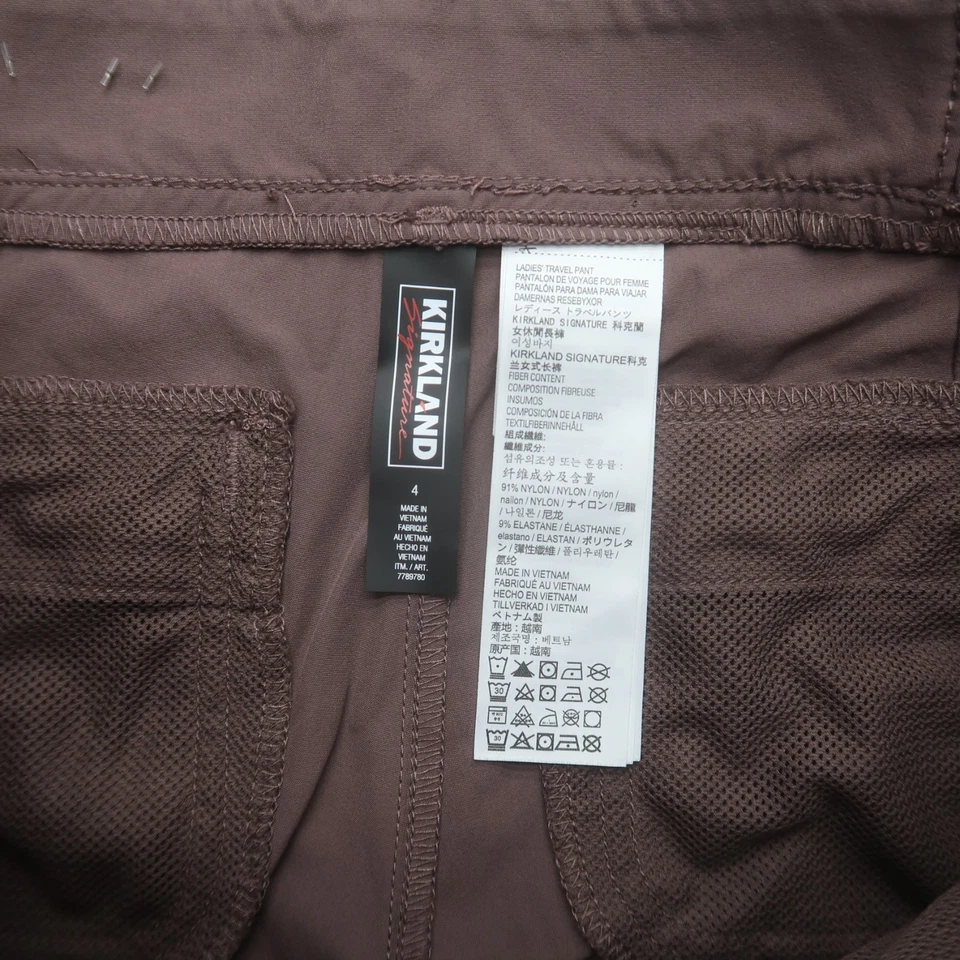 KIRKLAND
Signature
4
MADE IN
VIETNAM
FABRIQUÉ
AU VIETNAM
HECHO EN
VIETNAM
ITM. / ART.
7789780
LADIES' TRAVEL PANT
PANTALON DE VOYAGE POUR FEMME
PANTALÓN PARA DAMA PARA VIAJAR
DAMERNAS RESEBYXOR
レディース トラベルパンツ
KIRKLAND SIGNATURE 科克蘭
女休閒長褲
여성바지
KIRKLAND SIGNATURE科克
兰女式长裤
FIBER CONTENT
COMPOSITION FIBREUSE
INSUMOS
COMPOSICIÓN DE LA FIBRA
TEXTILFIBERINNEHÅLL
組成繊維:
纖維成分:
섬유의조성 또는 혼용율 :
纤维成分及含量
91% NYLON / NYLON / nylon /
nailon / NYLON / ナイロン / 尼龍
/ 나일론 / 尼龙
9% ELASTANE / ÉLASTHANNE /
elastano / ELASTAN / ポリウレタ
ン / 彈性纖維 / 폴리우레탄 /
氨纶
MADE IN VIETNAM
FABRIQUÉ AU VIETNAM
HECHO EN VIETNAM
TILLVERKAD I VIETNAM
ベトナム製
產地 : 越南
제조국명 : 베트남
原产国 : 越南
30
30